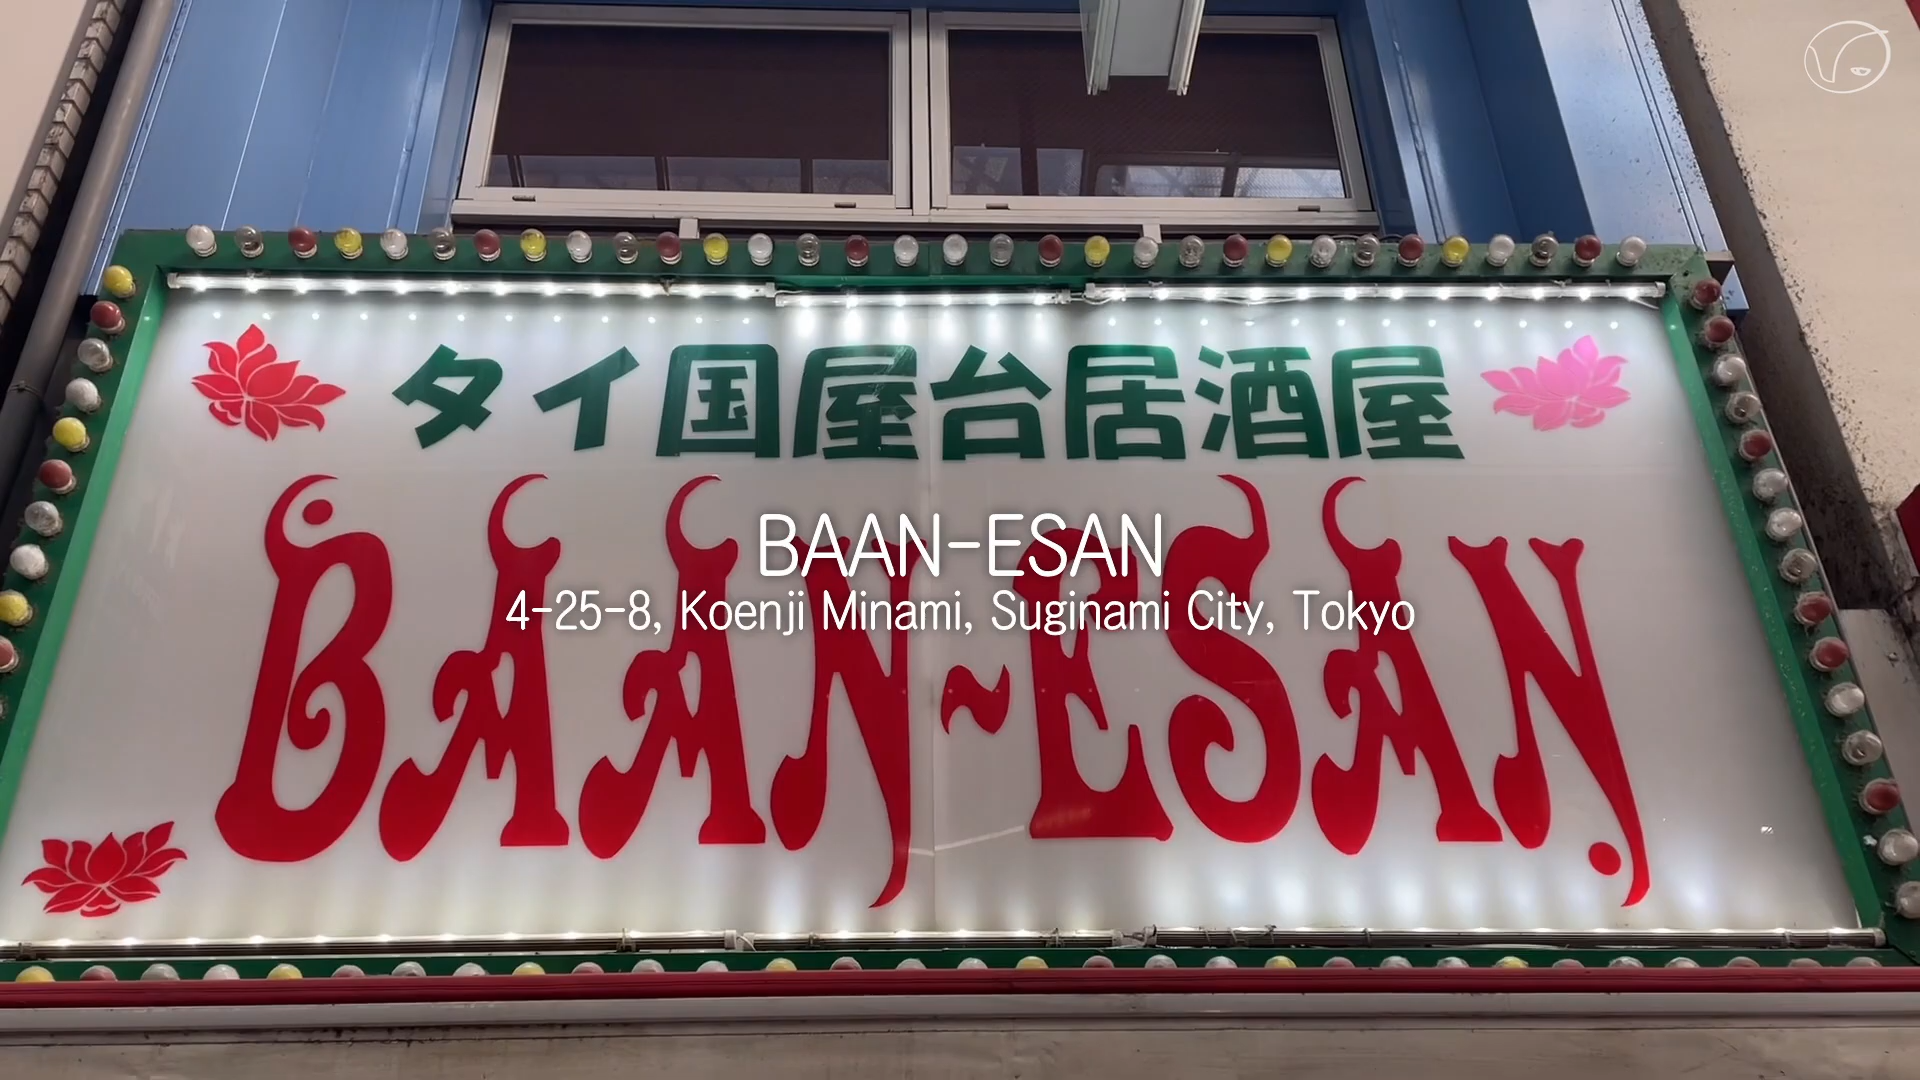 タイ国屋台居酒屋
BAAN~ESAN
BAAN-ESAN
4-25-8, Koenji Minami, Suginami City, Tokyo